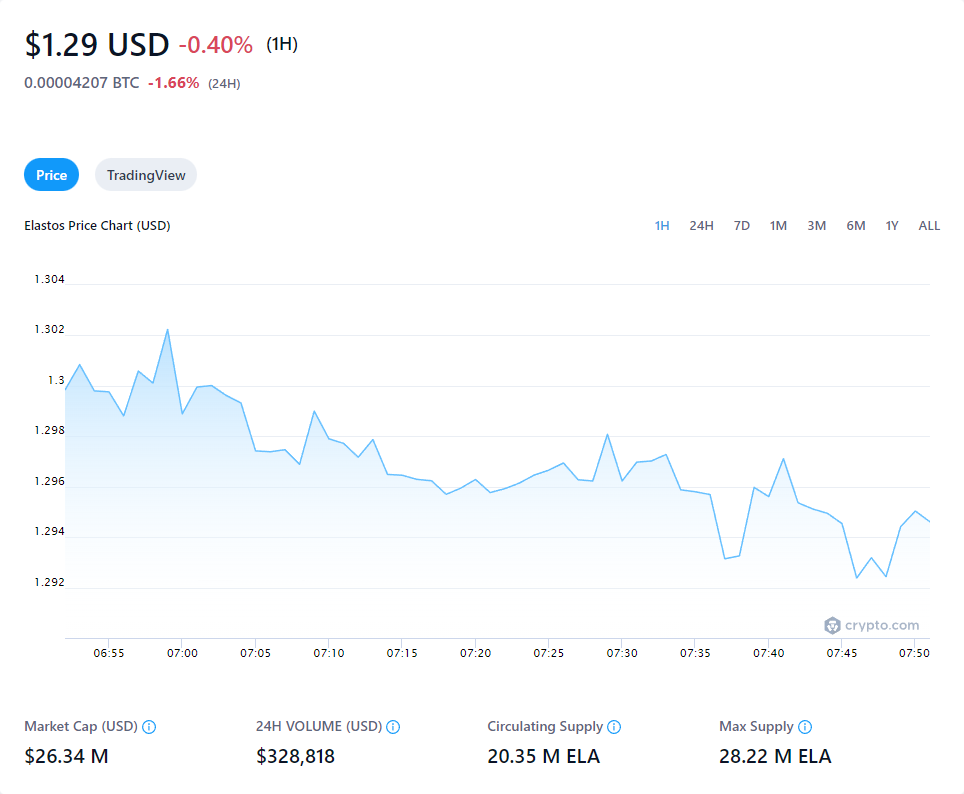 $1.29 USD -0.40% (1H)
0.00004207 BTC -1.66% (24H)
Price TradingView
Elastos Price Chart (USD) 1H 24H 7D 1M 3M 6M 1Y ALL
1.304
1.302
1.3
1.298
1.296
1.294
1.292
crypto.com
06:55 07:00 07:05 07:10 07:15 07:20 07:25 07:30 07:35 07:40 07:45 07:50
Market Cap (USD) 24H VOLUME (USD) Circulating Supply Max Supply
$26.34 M $328,818 20.35 M ELA 28.22 M ELA